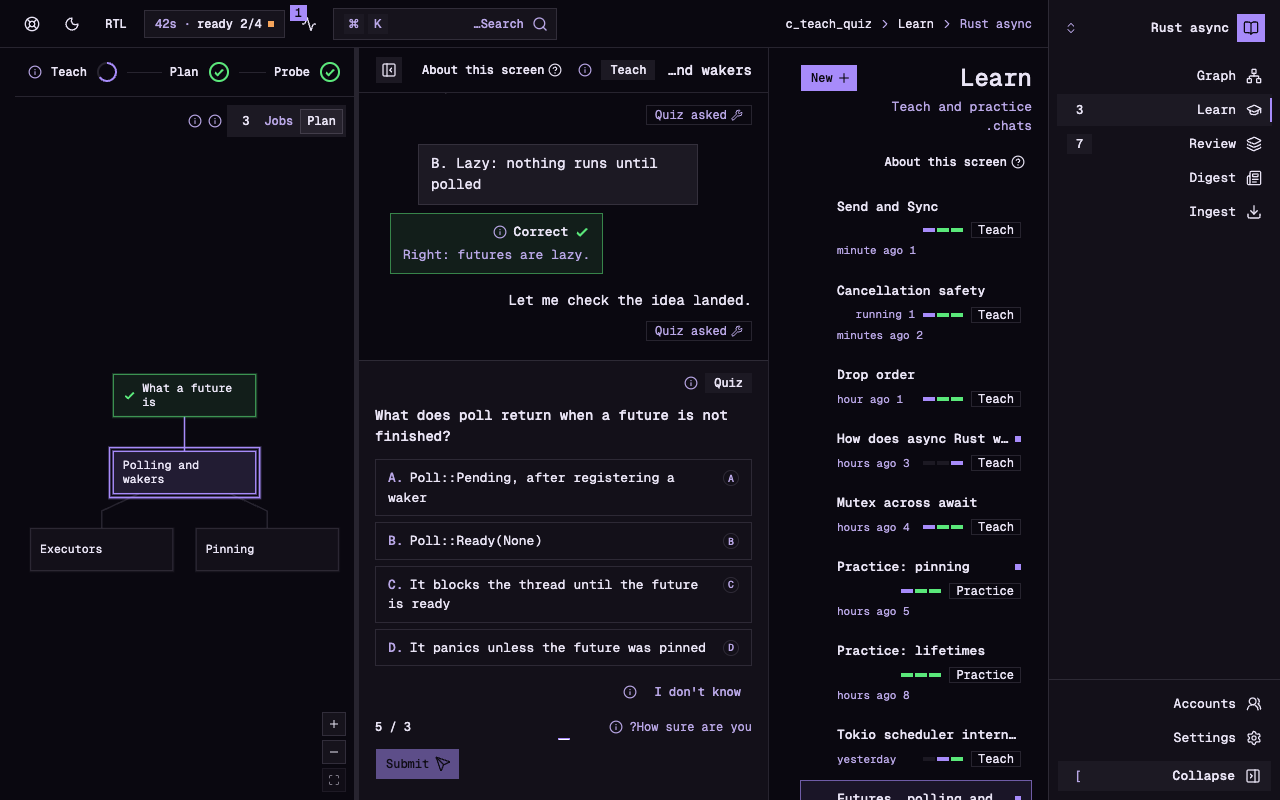 RTL
42s · ready 2/4
1
⌘ K
…Search
c_teach_quiz > Learn > Rust async
Rust async
Teach
Plan
Probe
3 Jobs Plan
What a future
is
Polling and
wakers
Executors
Pinning
About this screen
Teach
…nd wakers
Quiz asked
B. Lazy: nothing runs until
polled
Correct
Right: futures are lazy.
Let me check the idea landed.
Quiz asked
Quiz
What does poll return when a future is not
finished?
A. Poll::Pending, after registering a
waker
A
B. Poll::Ready(None)
B
C. It blocks the thread until the future
is ready
C
D. It panics unless the future was pinned
D
I don't know
5 / 3
?How sure are you
Submit
New
Learn
Teach and practice
.chats
About this screen
Send and Sync
Teach
minute ago 1
Cancellation safety
running 1
Teach
minutes ago 2
Drop order
hour ago 1
Teach
How does async Rust w…
hours ago 3
Teach
Mutex across await
hours ago 4
Teach
Practice: pinning
Practice
hours ago 5
Practice: lifetimes
Practice
hours ago 8
Tokio scheduler intern…
yesterday
Teach
Futures, polling and
Graph
3
Learn
7
Review
Digest
Ingest
Accounts
Settings
[
Collapse